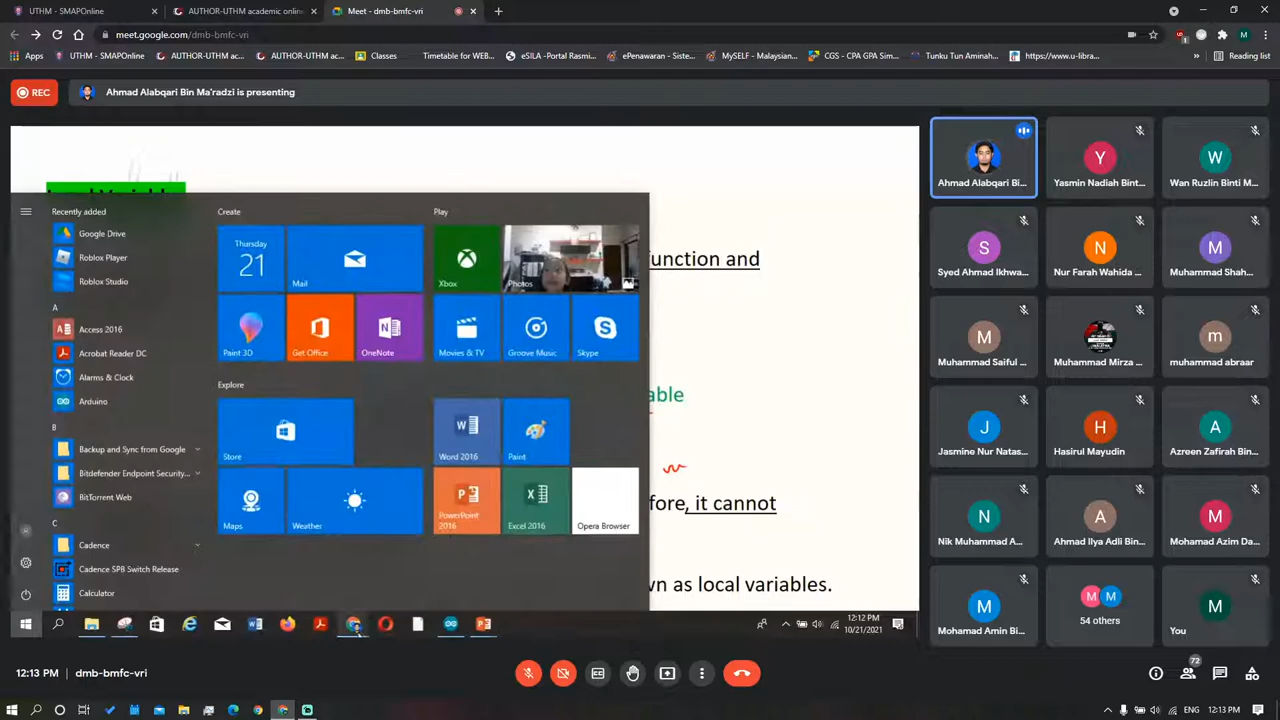 UTHM - SMAPOnline
AUTHOR-UTHM academic online
Meet - dmb-bmfc-vri
meet.google.com/dmb-bmfc-vri
Apps
UTHM - SMAPOnline
AUTHOR-UTHM ac...
AUTHOR-UTHM ac...
Classes
Timetable for WEB...
eSILA -Portal Rasmi...
ePenawaran - Siste...
MySELF - Malaysian...
CGS - CPA GPA Sim...
Tunku Tun Aminah...
https://www.u-libra...
Reading list
REC
Ahmad Alabqari Bin Ma'radzi is presenting
function and
able
fore, it cannot
wn as local variables.
Recently added
Google Drive
Roblox Player
Roblox Studio
A
Access 2016
Acrobat Reader DC
Alarms & Clock
Arduino
B
Backup and Sync from Google
Bitdefender Endpoint Security...
BitTorrent Web
C
Cadence
Cadence SPB Switch Release
Calculator
Create
Thursday
21
Mail
Paint 3D
Get Office
OneNote
Explore
Store
Maps
Weather
Play
Xbox
Photos
Movies & TV
Groove Music
Skype
Word 2016
Paint
PowerPoint
2016
Excel 2016
Opera Browser
12:12 PM
10/21/2021
Ahmad Alabqari Bi...
Y
Yasmin Nadiah Bint...
W
Wan Ruzlin Binti M...
S
Syed Ahmad Ikhwa...
N
Nur Farah Wahida ...
M
Muhammad Shah...
M
Muhammad Saiful ...
Muhammad Mirza ...
m
muhammad abraar
J
Jasmine Nur Natas...
H
Hasirul Mayudin
A
Azreen Zafirah Bin...
N
Nik Muhammad A...
A
Ahmad Ilya Adli Bin...
M
Mohamad Azim Da...
M
Mohamad Amin Bi...
M M
54 others
M
You
12:13 PM
dmb-bmfc-vri
72
ENG
12:13 PM